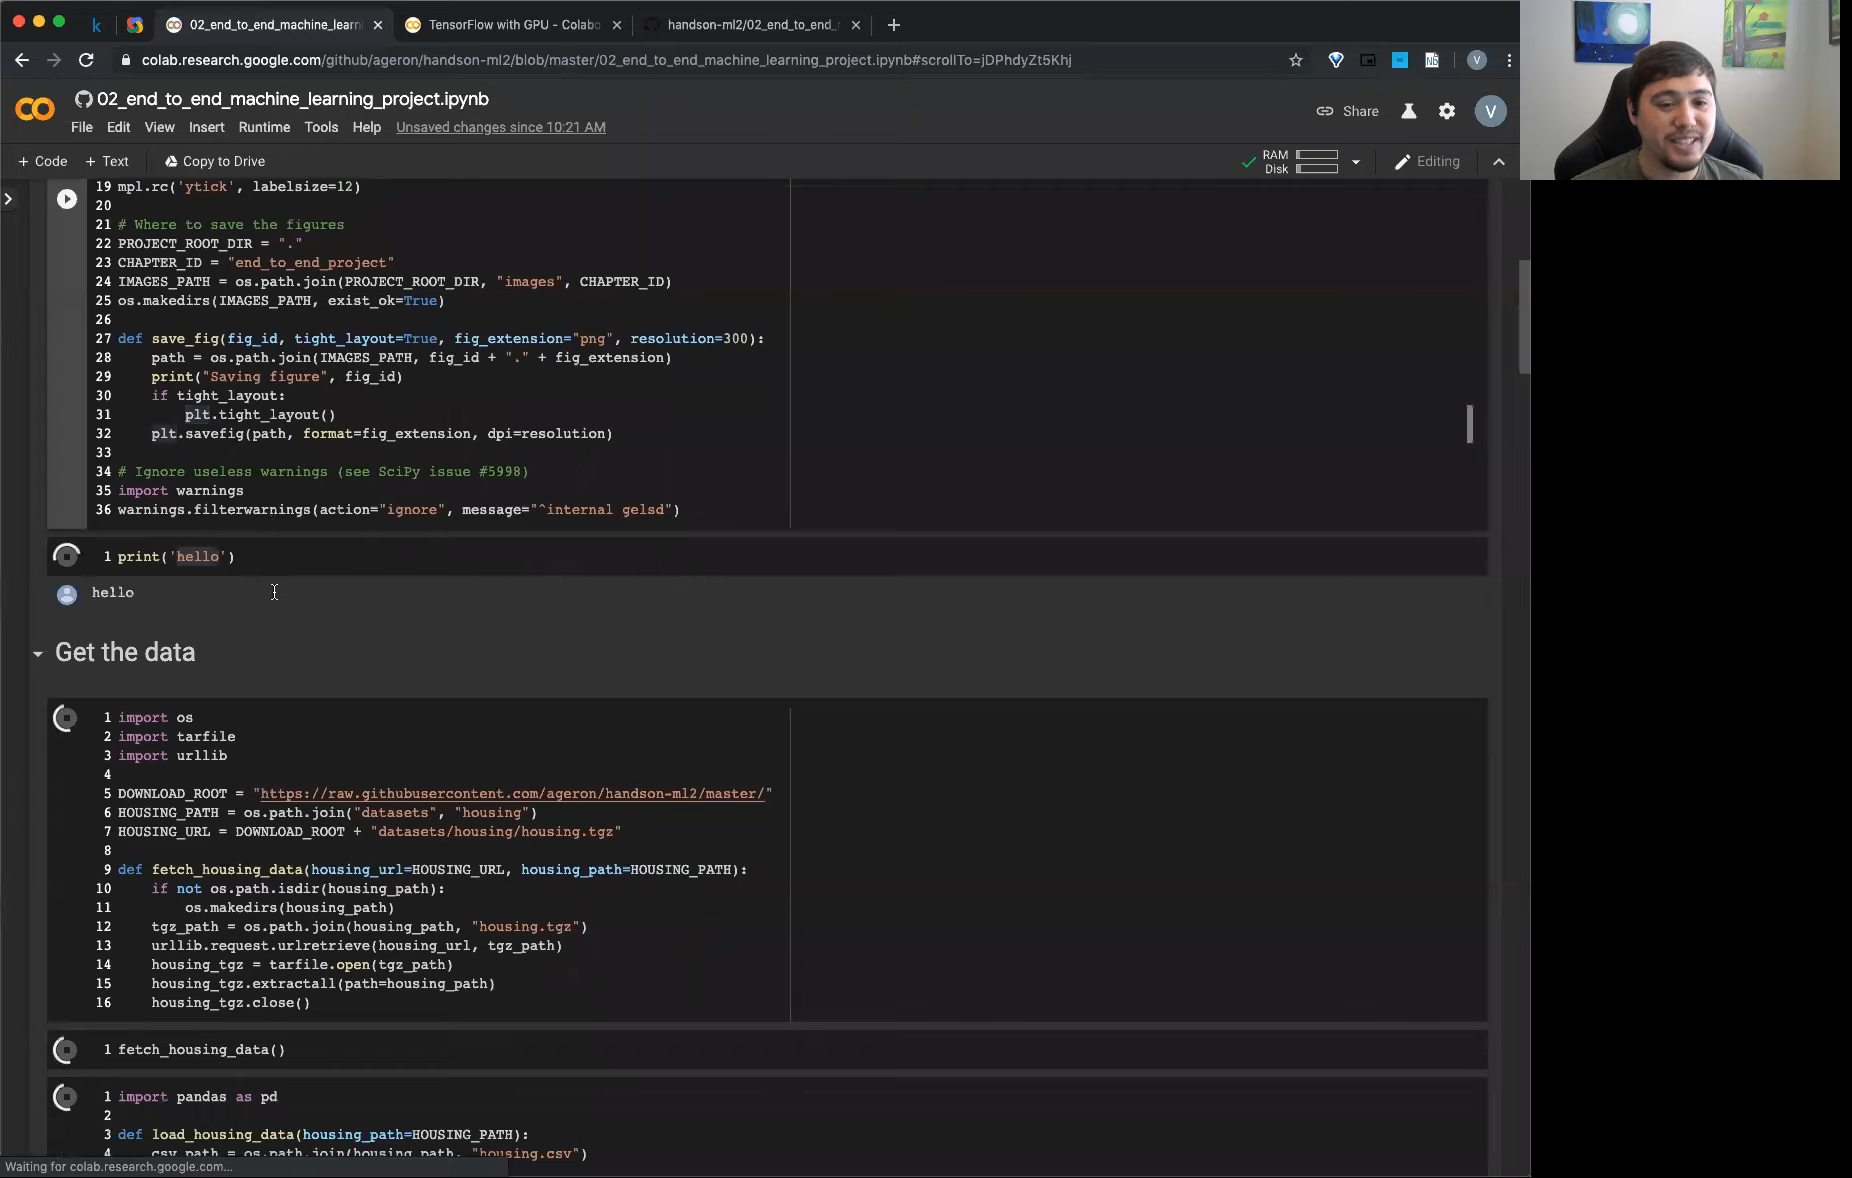 02_end_to_end_machine_learni
TensorFlow with GPU - Colabo
handson-ml2/02_end_to_end_
colab.research.google.com/github/ageron/handson-ml2/blob/master/02_end_to_end_machine_learning_project.ipynb#scrollTo=jDPhdyZt5Khj
V
02_end_to_end_machine_learning_project.ipynb
File Edit View Insert Runtime Tools Help Unsaved changes since 10:21 AM
Share
V
+ Code + Text Copy to Drive
RAM
Disk
Editing
19 mpl.rc('ytick', labelsize=12)
20
21 # Where to save the figures
22 PROJECT_ROOT_DIR = "."
23 CHAPTER_ID = "end_to_end_project"
24 IMAGES_PATH = os.path.join(PROJECT_ROOT_DIR, "images", CHAPTER_ID)
25 os.makedirs(IMAGES_PATH, exist_ok=True)
26
27 def save_fig(fig_id, tight_layout=True, fig_extension="png", resolution=300):
28     path = os.path.join(IMAGES_PATH, fig_id + "." + fig_extension)
29     print("Saving figure", fig_id)
30     if tight_layout:
31         plt.tight_layout()
32     plt.savefig(path, format=fig_extension, dpi=resolution)
33
34 # Ignore useless warnings (see SciPy issue #5998)
35 import warnings
36 warnings.filterwarnings(action="ignore", message="^internal gelsd")
1 print('hello')
hello
Get the data
1 import os
2 import tarfile
3 import urllib
4
5 DOWNLOAD_ROOT = "https://raw.githubusercontent.com/ageron/handson-ml2/master/"
6 HOUSING_PATH = os.path.join("datasets", "housing")
7 HOUSING_URL = DOWNLOAD_ROOT + "datasets/housing/housing.tgz"
8
9 def fetch_housing_data(housing_url=HOUSING_URL, housing_path=HOUSING_PATH):
10     if not os.path.isdir(housing_path):
11         os.makedirs(housing_path)
12     tgz_path = os.path.join(housing_path, "housing.tgz")
13     urllib.request.urlretrieve(housing_url, tgz_path)
14     housing_tgz = tarfile.open(tgz_path)
15     housing_tgz.extractall(path=housing_path)
16     housing_tgz.close()
1 fetch_housing_data()
1 import pandas as pd
2
3 def load_housing_data(housing_path=HOUSING_PATH):
4     csv_path = os.path.join(housing_path, "housing.csv")
Waiting for colab.research.google.com...